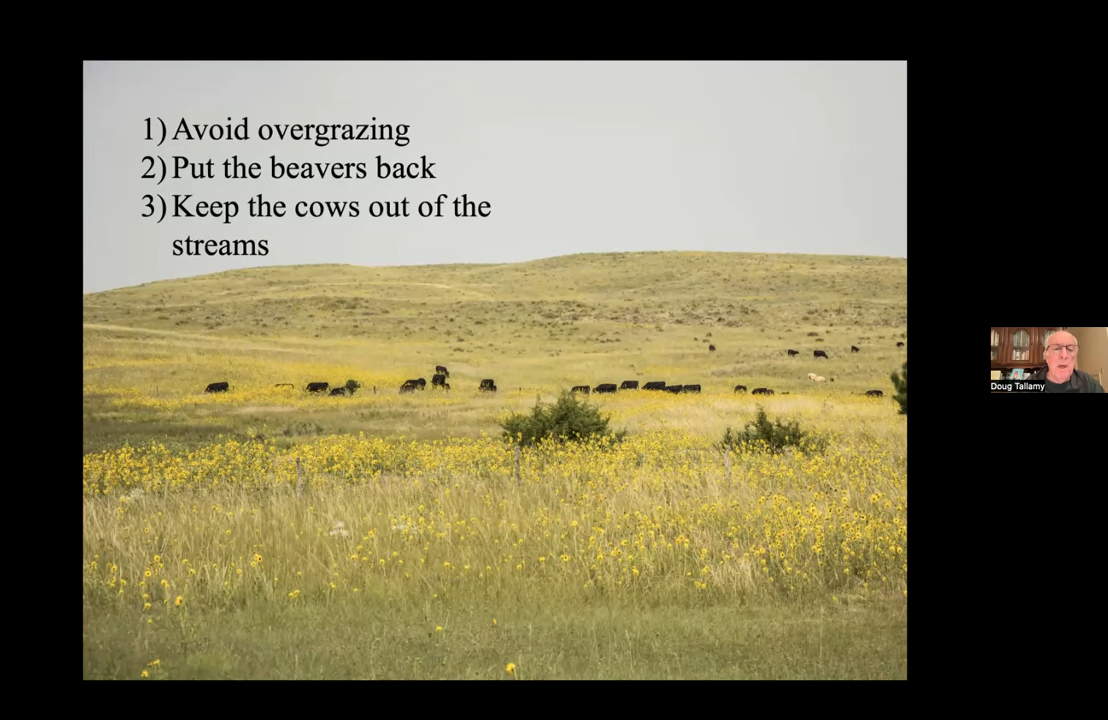 1) Avoid overgrazing
2) Put the beavers back
3) Keep the cows out of the
streams
Doug Tallamy